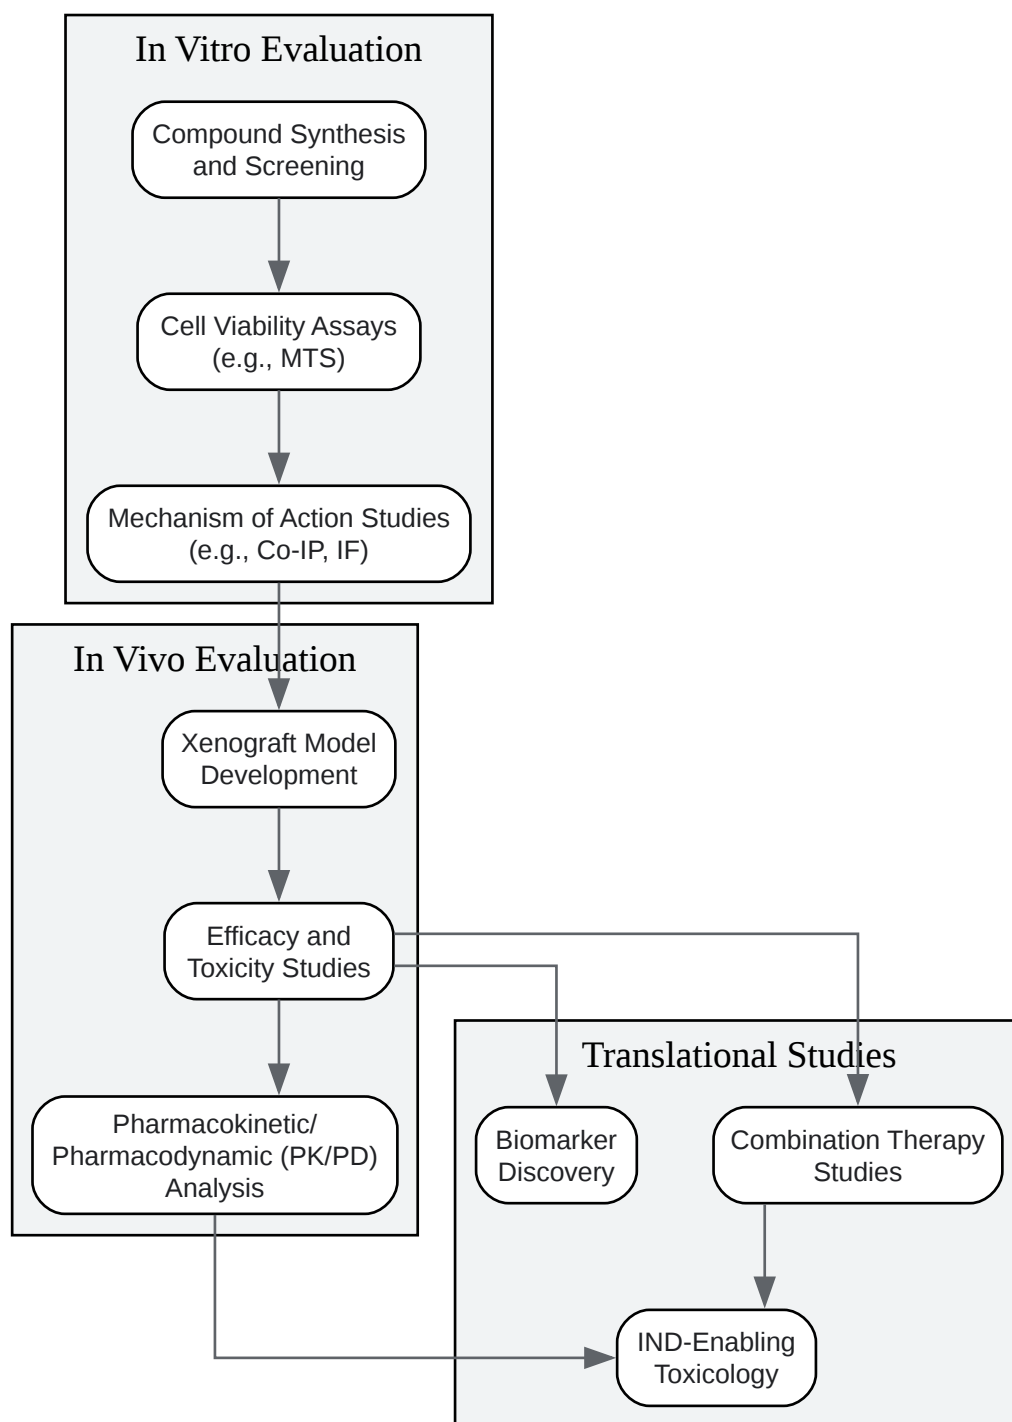 In Vitro Evaluation
Compound Synthesis
and Screening
Cell Viability Assays
(e.g., MTS)
Mechanism of Action Studies
(e.g., Co-IP, IF)
In Vivo Evaluation
Xenograft Model
Development
Efficacy and
Toxicity Studies
Pharmacokinetic/
Pharmacodynamic (PK/PD)
Analysis
Translational Studies
Biomarker
Discovery
Combination Therapy
Studies
IND-Enabling
Toxicology